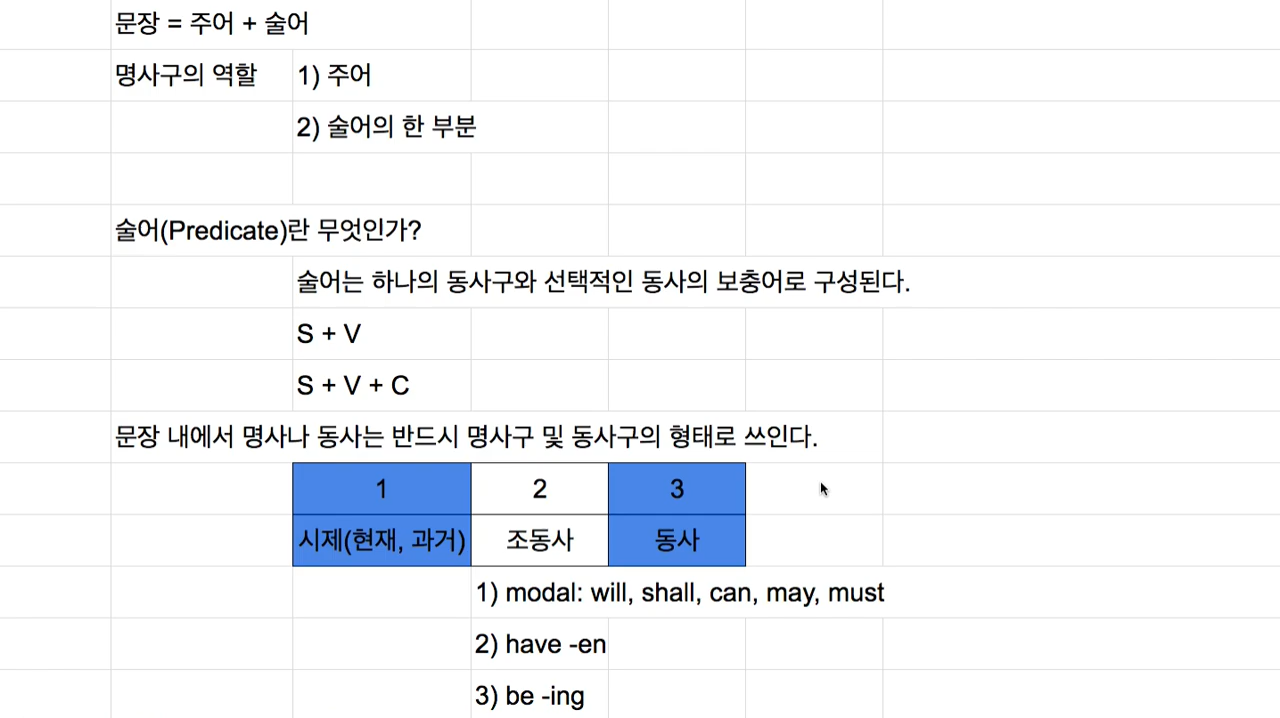 문장 = 주어 + 술어
명사구의 역할 1) 주어
2) 술어의 한 부분
술어(Predicate)란 무엇인가?
술어는 하나의 동사구와 선택적인 동사의 보충어로 구성된다.
S + V
S + V + C
문장 내에서 명사나 동사는 반드시 명사구 및 동사구의 형태로 쓰인다.
1 2 3
시제(현재, 과거) 조동사 동사
1) modal: will, shall, can, may, must
2) have -en
3) be -ing